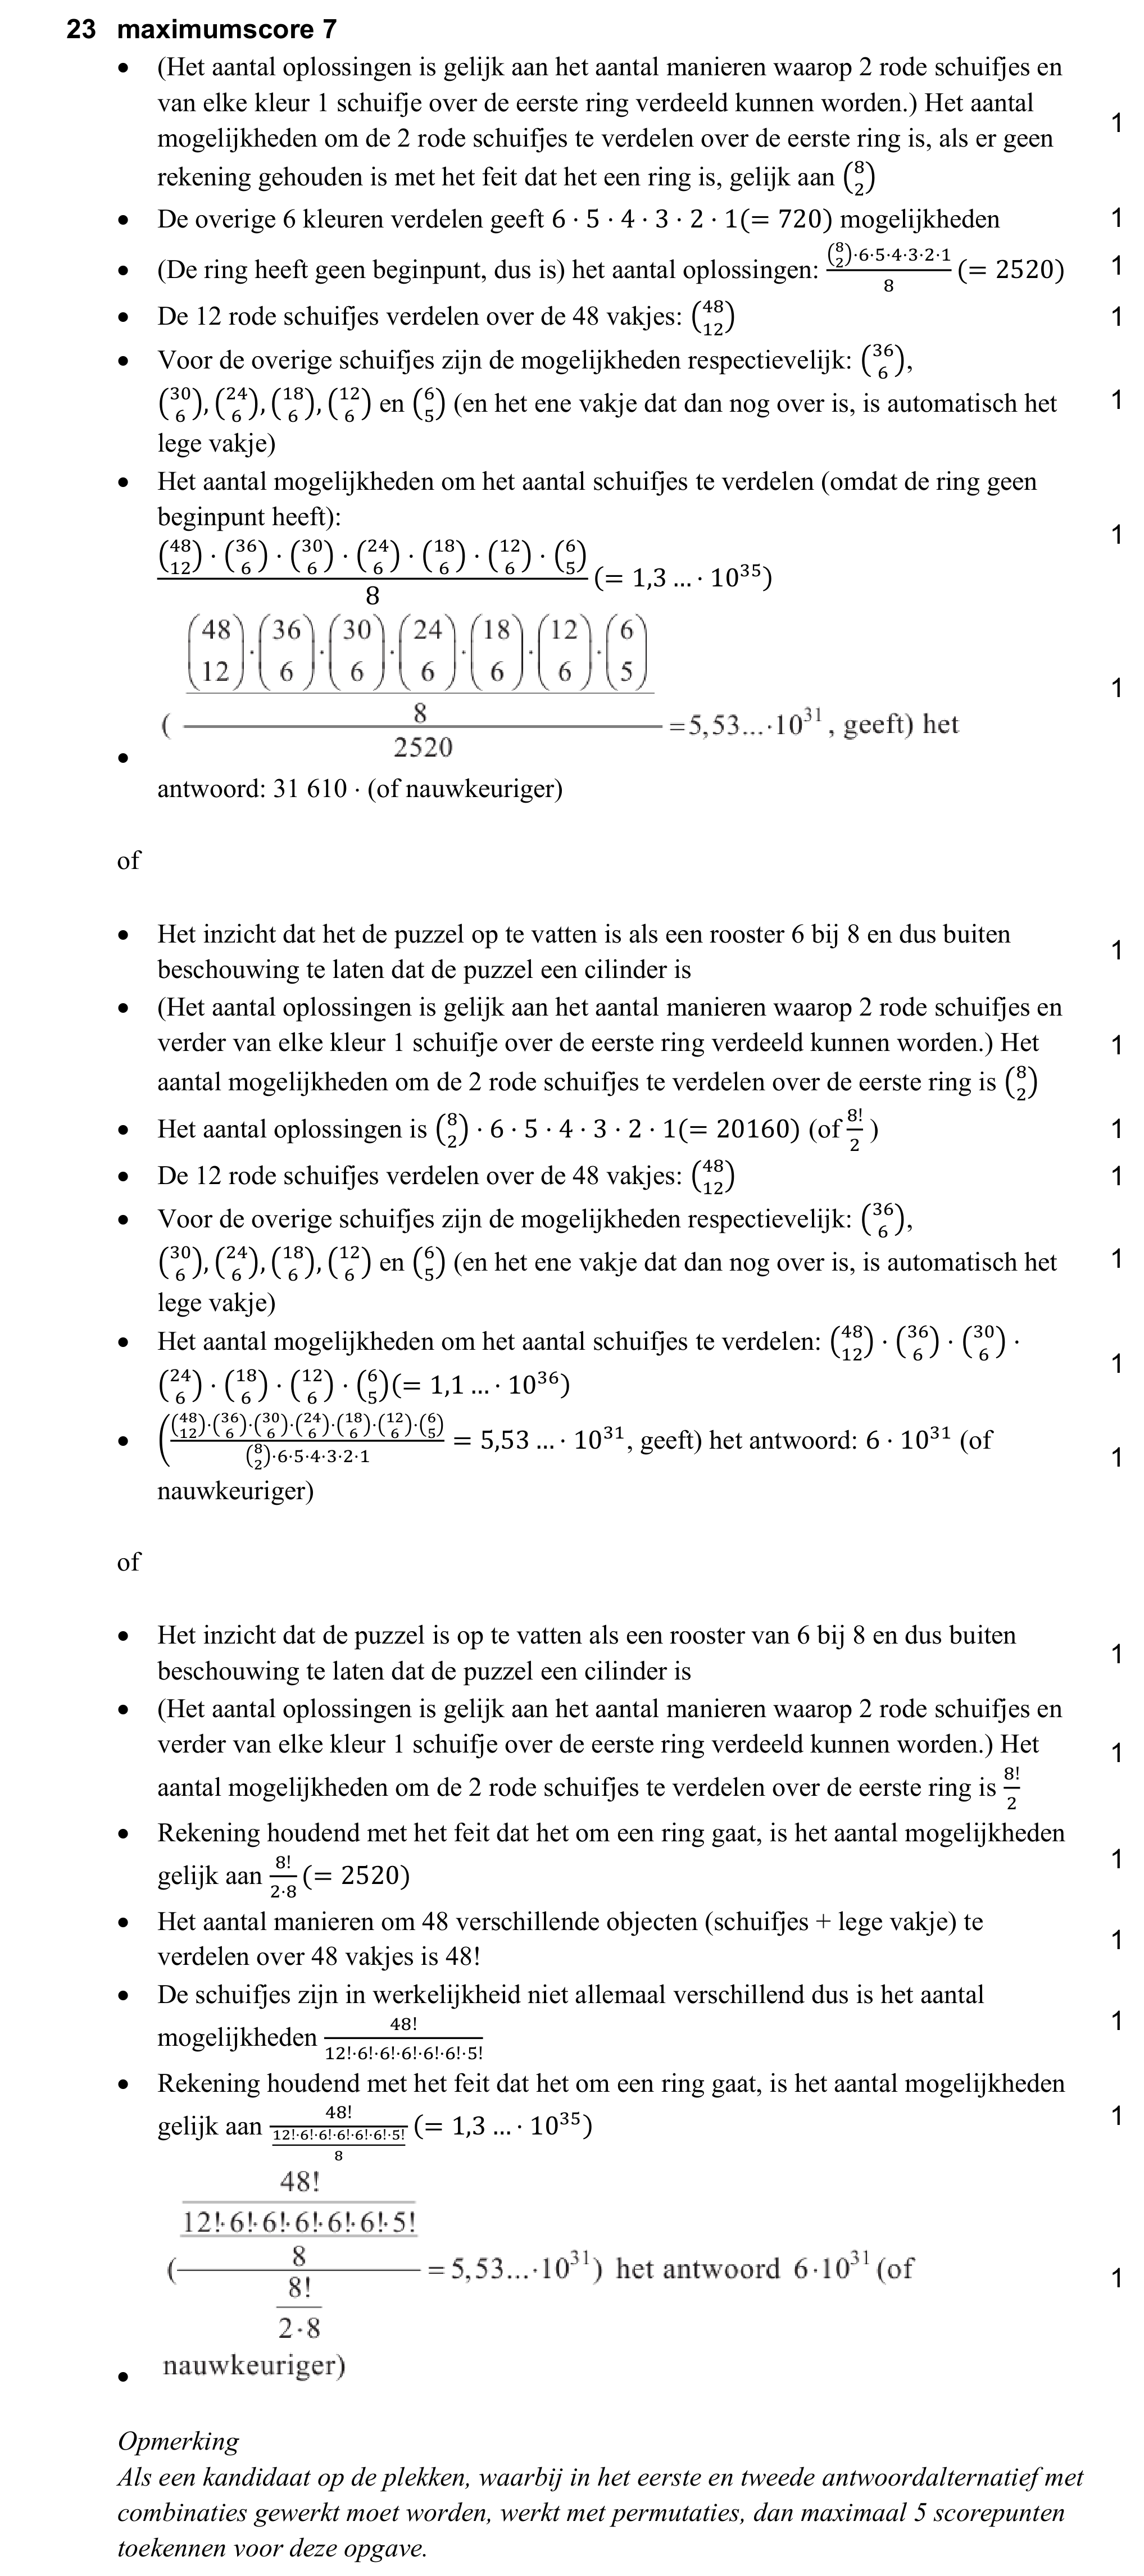 23 maximumscore 7
• (Het aantal oplossingen is gelijk aan het aantal manieren waarop 2 rode schuifjes en
van elke kleur 1 schuifje over de eerste ring verdeeld kunnen worden.) Het aantal
mogelijkheden om de 2 rode schuifjes te verdelen over de eerste ring is, als er geen 1
rekening gehouden is met het feit dat het een ring is, gelijk aan (8 2)
• De overige 6 kleuren verdelen geeft 6 · 5 · 4 · 3 · 2 · 1(= 720) mogelijkheden 1
• (De ring heeft geen beginpunt, dus is) het aantal oplossingen: (8 2)·6·5·4·3·2·1 / 8 (= 2520) 1
• De 12 rode schuifjes verdelen over de 48 vakjes: (48 12) 1
• Voor de overige schuifjes zijn de mogelijkheden respectievelijk: (36 6),
(30 6), (24 6), (18 6), (12 6) en (6 5) (en het ene vakje dat dan nog over is, is automatisch het 1
lege vakje)
• Het aantal mogelijkheden om het aantal schuifjes te verdelen (omdat de ring geen
beginpunt heeft): 1
(48 12) · (36 6) · (30 6) · (24 6) · (18 6) · (12 6) · (6 5) / 8 (= 1,3 … · 10^35)
• ( (48 12)·(36 6)·(30 6)·(24 6)·(18 6)·(12 6)·(6 5) / 8 / 2520 = 5,53...·10^31 , geeft) het 1
antwoord: 31 610 · (of nauwkeuriger)
of
• Het inzicht dat het de puzzel op te vatten is als een rooster 6 bij 8 en dus buiten 1
beschouwing te laten dat de puzzel een cilinder is
• (Het aantal oplossingen is gelijk aan het aantal manieren waarop 2 rode schuifjes en
verder van elke kleur 1 schuifje over de eerste ring verdeeld kunnen worden.) Het 1
aantal mogelijkheden om de 2 rode schuifjes te verdelen over de eerste ring is (8 2)
• Het aantal oplossingen is (8 2) · 6 · 5 · 4 · 3 · 2 · 1(= 20160) (of 8!/2 ) 1
• De 12 rode schuifjes verdelen over de 48 vakjes: (48 12) 1
• Voor de overige schuifjes zijn de mogelijkheden respectievelijk: (36 6),
(30 6), (24 6), (18 6), (12 6) en (6 5) (en het ene vakje dat dan nog over is, is automatisch het 1
lege vakje)
• Het aantal mogelijkheden om het aantal schuifjes te verdelen: (48 12) · (36 6) · (30 6) · 1
(24 6) · (18 6) · (12 6) · (6 5)(= 1,1 … · 10^36)
• ((48 12)·(36 6)·(30 6)·(24 6)·(18 6)·(12 6)·(6 5) / (8 2)·6·5·4·3·2·1 = 5,53 … · 10^31, geeft) het antwoord: 6 · 10^31 (of 1
nauwkeuriger)
of
• Het inzicht dat de puzzel is op te vatten als een rooster van 6 bij 8 en dus buiten 1
beschouwing te laten dat de puzzel een cilinder is
• (Het aantal oplossingen is gelijk aan het aantal manieren waarop 2 rode schuifjes en
verder van elke kleur 1 schuifje over de eerste ring verdeeld kunnen worden.) Het 1
aantal mogelijkheden om de 2 rode schuifjes te verdelen over de eerste ring is 8!/2
• Rekening houdend met het feit dat het om een ring gaat, is het aantal mogelijkheden 1
gelijk aan 8!/2·8 (= 2520)
• Het aantal manieren om 48 verschillende objecten (schuifjes + lege vakje) te 1
verdelen over 48 vakjes is 48!
• De schuifjes zijn in werkelijkheid niet allemaal verschillend dus is het aantal 1
mogelijkheden 48! / 12!·6!·6!·6!·6!·6!·5!
• Rekening houdend met het feit dat het om een ring gaat, is het aantal mogelijkheden 1
gelijk aan 48! / 12!·6!·6!·6!·6!·6!·5! / 8 (= 1,3 … · 10^35)
( 48! / 12!·6!·6!·6!·6!·6!·5! / 8 / 8! / 2·8 = 5,53...·10^31) het antwoord 6·10^31 (of 1
• nauwkeuriger)
Opmerking
Als een kandidaat op de plekken, waarbij in het eerste en tweede antwoordalternatief met
combinaties gewerkt moet worden, werkt met permutaties, dan maximaal 5 scorepunten
toekennen voor deze opgave.